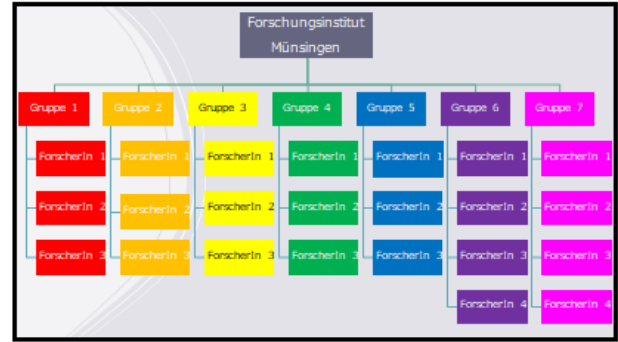 Forschungsinstitut
Münsingen
Gruppe 1
Gruppe 2
Gruppe 3
Gruppe 4
Gruppe 5
Gruppe 6
Gruppe 7
ForscherIn 1
ForscherIn 1
ForscherIn 1
ForscherIn 1
ForscherIn 1
ForscherIn 1
ForscherIn 1
ForscherIn 2
ForscherIn 2
ForscherIn 2
ForscherIn 2
ForscherIn 2
ForscherIn 2
ForscherIn 2
ForscherIn 3
ForscherIn 3
ForscherIn 3
ForscherIn 3
ForscherIn 3
ForscherIn 3
ForscherIn 3
ForscherIn 4
ForscherIn 4